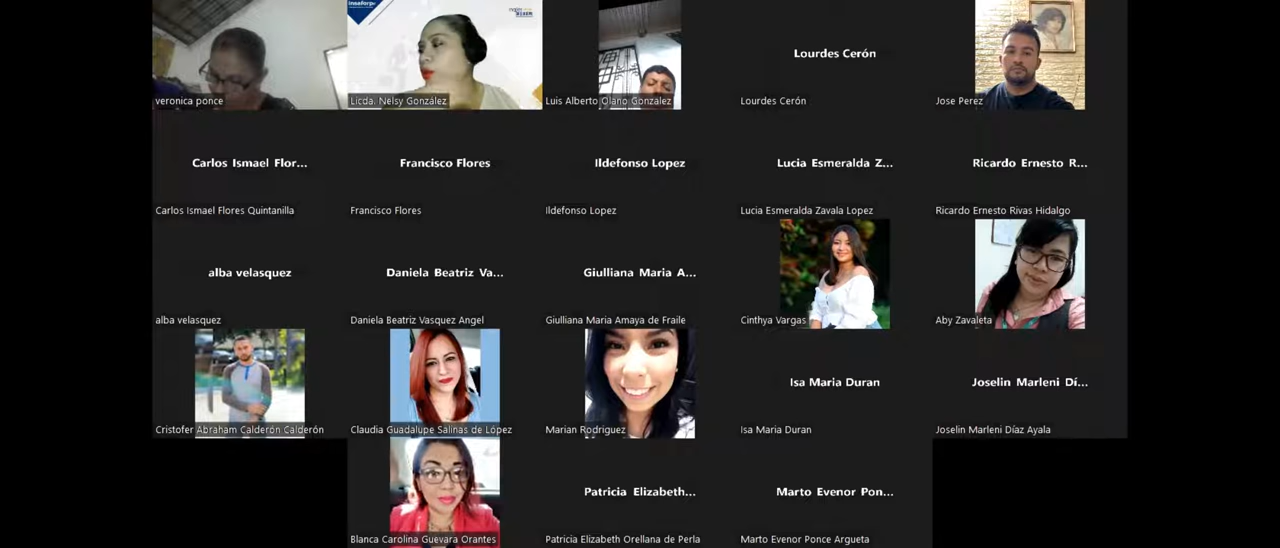 insaforp
veronica ponce
Licda. Nelsy González
Luis Alberto Olano Gonzalez
Lourdes Cerón
Lourdes Cerón
Jose Perez
Carlos Ismael Flor...
Francisco Flores
Ildefonso Lopez
Lucia Esmeralda Z...
Ricardo Ernesto R...
Carlos Ismael Flores Quintanilla
Francisco Flores
Ildefonso Lopez
Lucia Esmeralda Zavala Lopez
Ricardo Ernesto Rivas Hidalgo
alba velasquez
Daniela Beatriz Va...
Giulliana Maria A...
alba velasquez
Daniela Beatriz Vasquez Angel
Giulliana Maria Amaya de Fraile
Cinthya Vargas
Aby Zavaleta
Isa Maria Duran
Joselin Marleni Dí...
Cristofer Abraham Calderón Calderón
Claudia Guadalupe Salinas de López
Marian Rodriguez
Isa Maria Duran
Joselin Marleni Díaz Ayala
Patricia Elizabeth...
Marto Evenor Pon...
Blanca Carolina Guevara Orantes
Patricia Elizabeth Orellana de Perla
Marto Evenor Ponce Argueta